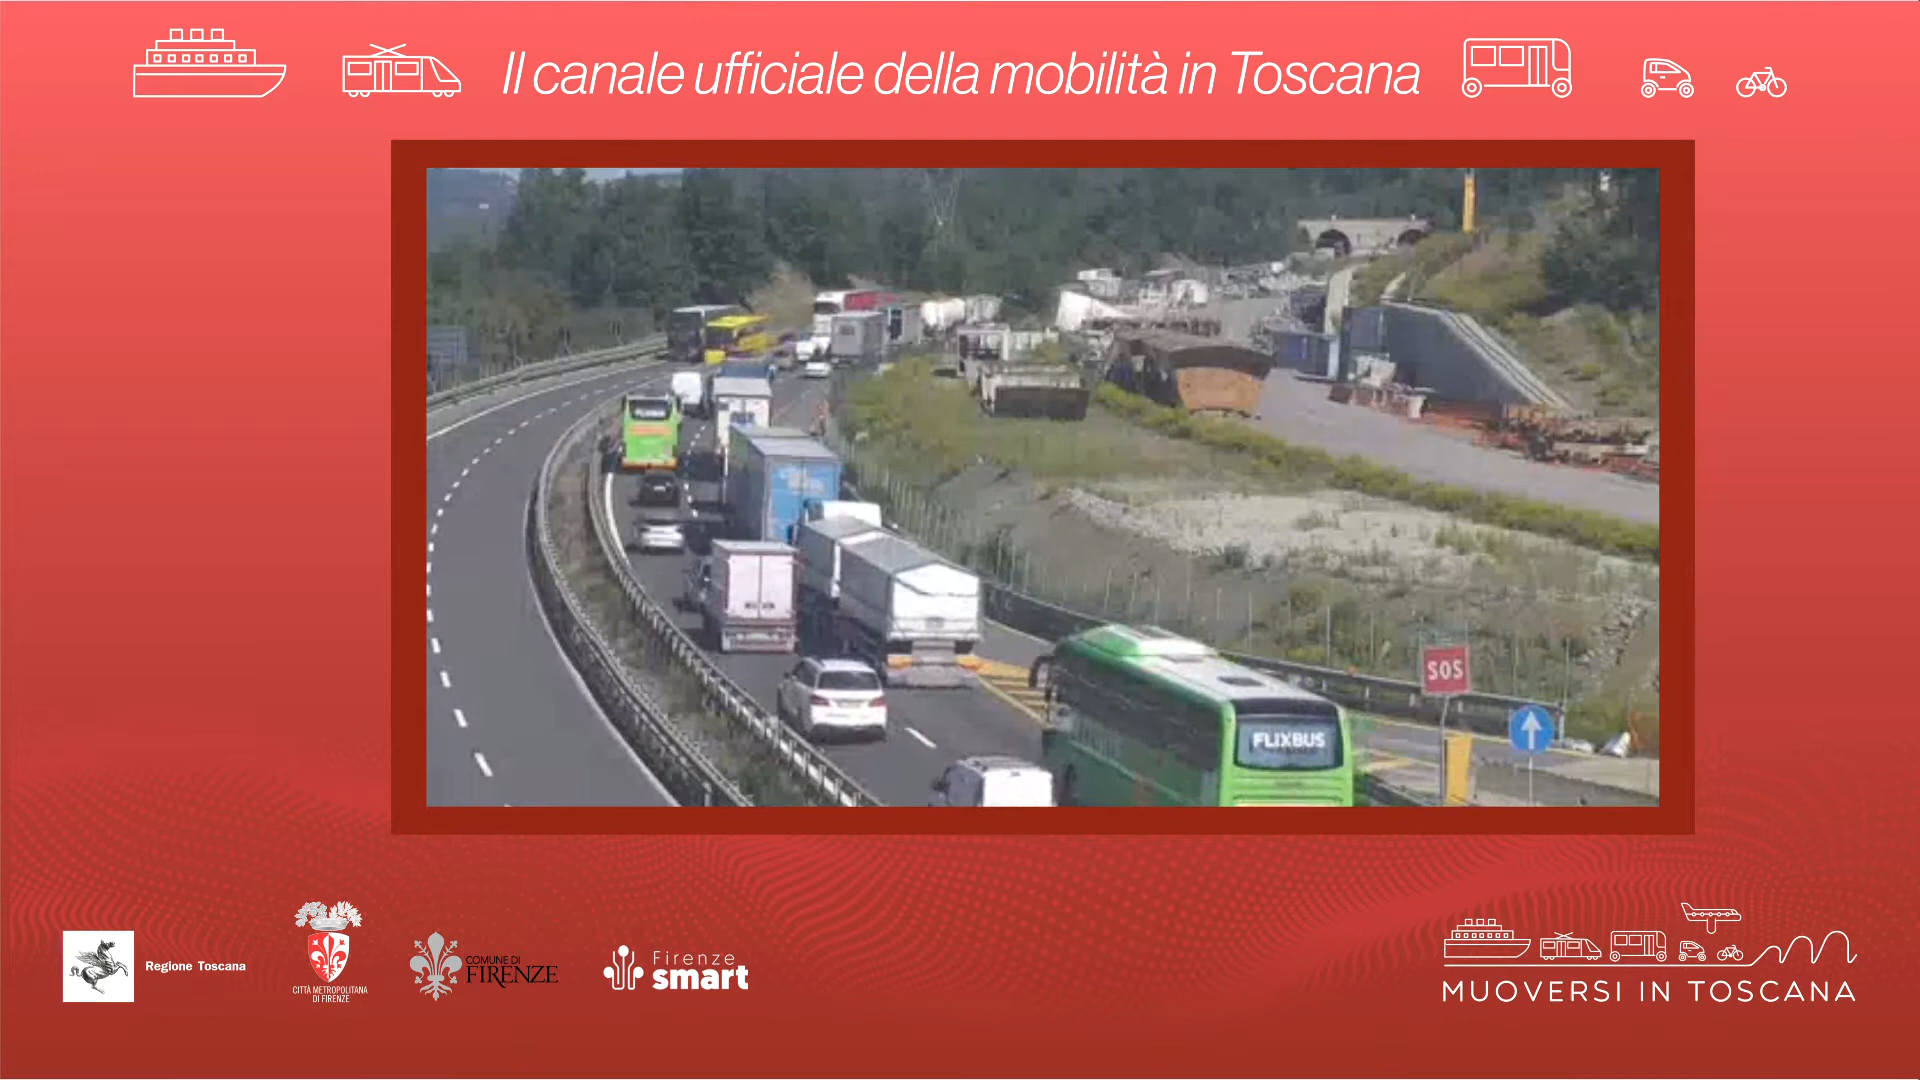 Il canale ufficiale della mobilità in Toscana
SOS
FLIXBUS
Regione Toscana
CITTÀ METROPOLITANA
DI FIRENZE
COMUNE DI
FIRENZE
Firenze
smart
MUOVERSI IN TOSCANA